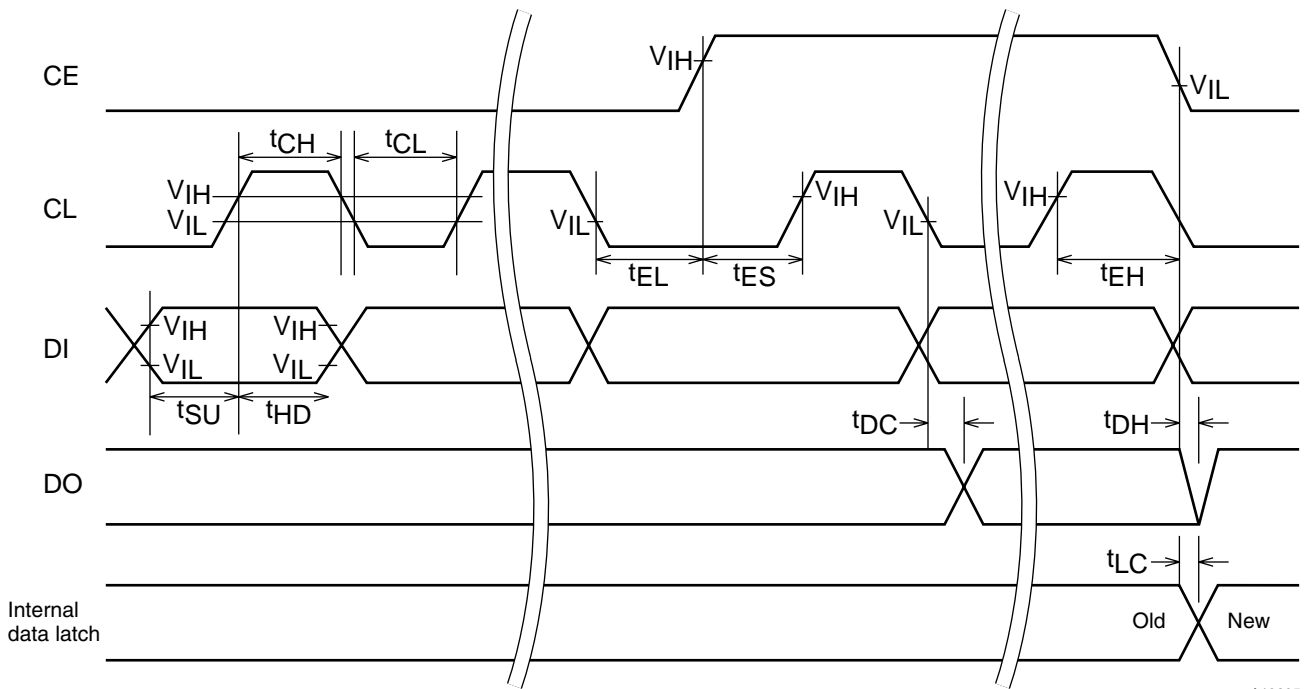 CE
VIH
VIL
tCH
tCL
CL
VIH
VIL
VIL
VIH
VIL
VIH
tEL
tES
tEH
DI
VIH
VIL
VIH
VIL
tSU
tHD
tDC
tDH
DO
tLC
Internal
data latch
Old
New